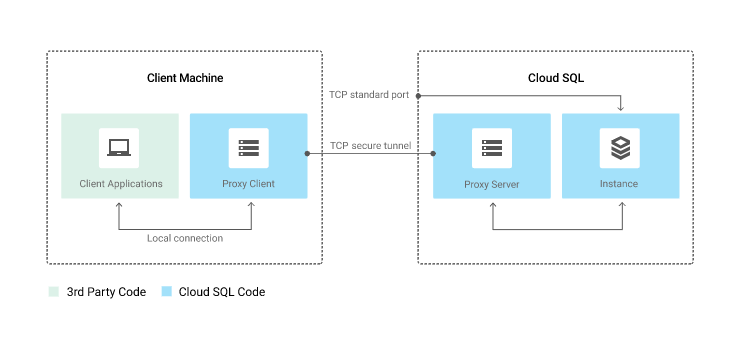 Client Machine
Cloud SQL
TCP standard port
TCP secure tunnel
Client Applications
Proxy Client
Proxy Server
Instance
Local connection
3rd Party Code
Cloud SQL Code